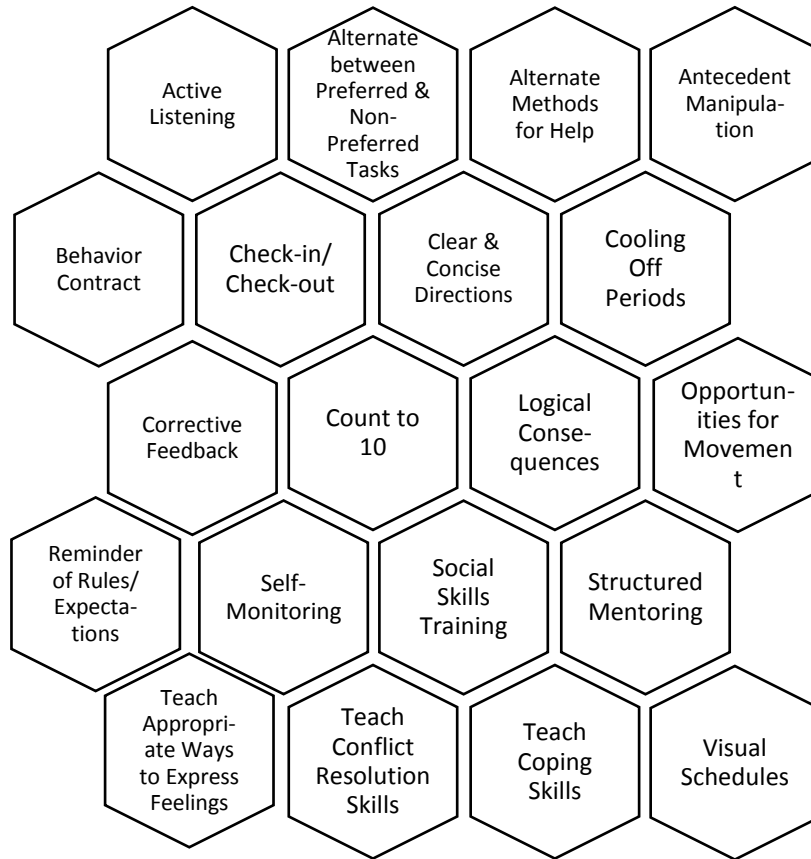 Active
Listening
Alternate
between
Preferred &
Non-
Preferred
Tasks
Alternate
Methods
for Help
Antecedent
Manipula-
tion
Behavior
Contract
Check-in/
Check-out
Clear &
Concise
Directions
Cooling
Off
Periods
Corrective
Feedback
Count to
10
Logical
Conse-
quences
Opportun-
ities for
Movemen
t
Reminder
of Rules/
Expecta-
tions
Self-
Monitoring
Social
Skills
Training
Structured
Mentoring
Teach
Appropri-
ate Ways
to Express
Feelings
Teach
Conflict
Resolution
Skills
Teach
Coping
Skills
Visual
Schedules